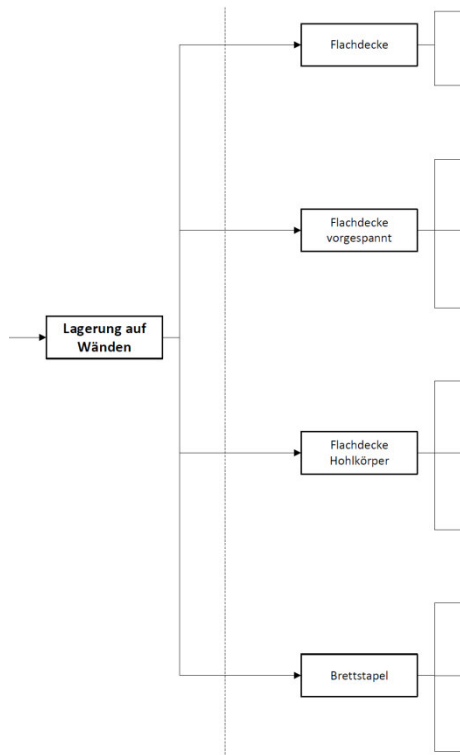 Flachdecke
Flachdecke
vorgespannt
Lagerung auf
Wänden
Flachdecke
Hohlkörper
Brettstapel